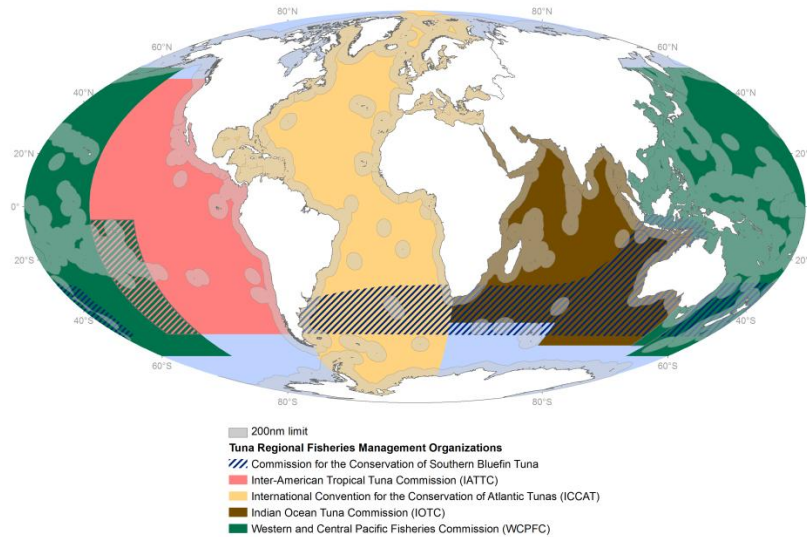 80°N 80°N
60°N 60°N
40°N 40°N
20°N 20°N
0° 0°
20°S 20°S
40°S 40°S
60°S 60°S
80°S 80°S
200nm limit
Tuna Regional Fisheries Management Organizations
Commission for the Conservation of Southern Bluefin Tuna
Inter-American Tropical Tuna Commission (IATTC)
International Convention for the Conservation of Atlantic Tunas (ICCAT)
Indian Ocean Tuna Commission (IOTC)
Western and Central Pacific Fisheries Commission (WCPFC)